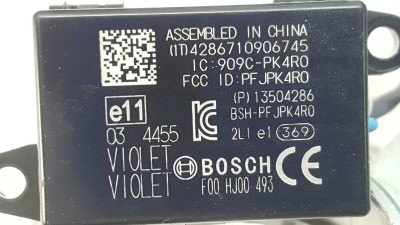 ASSEMBLED IN CHINA
(1T)4286710906745
IC:909C-PK4R0
FCC ID:PFJPK4R0
(P)13504286
e11
BSH-PFJPK4R0
03 4455
2LI e1 369
VIOLET
BOSCH CE
VIOLET
F00 HJ00 493